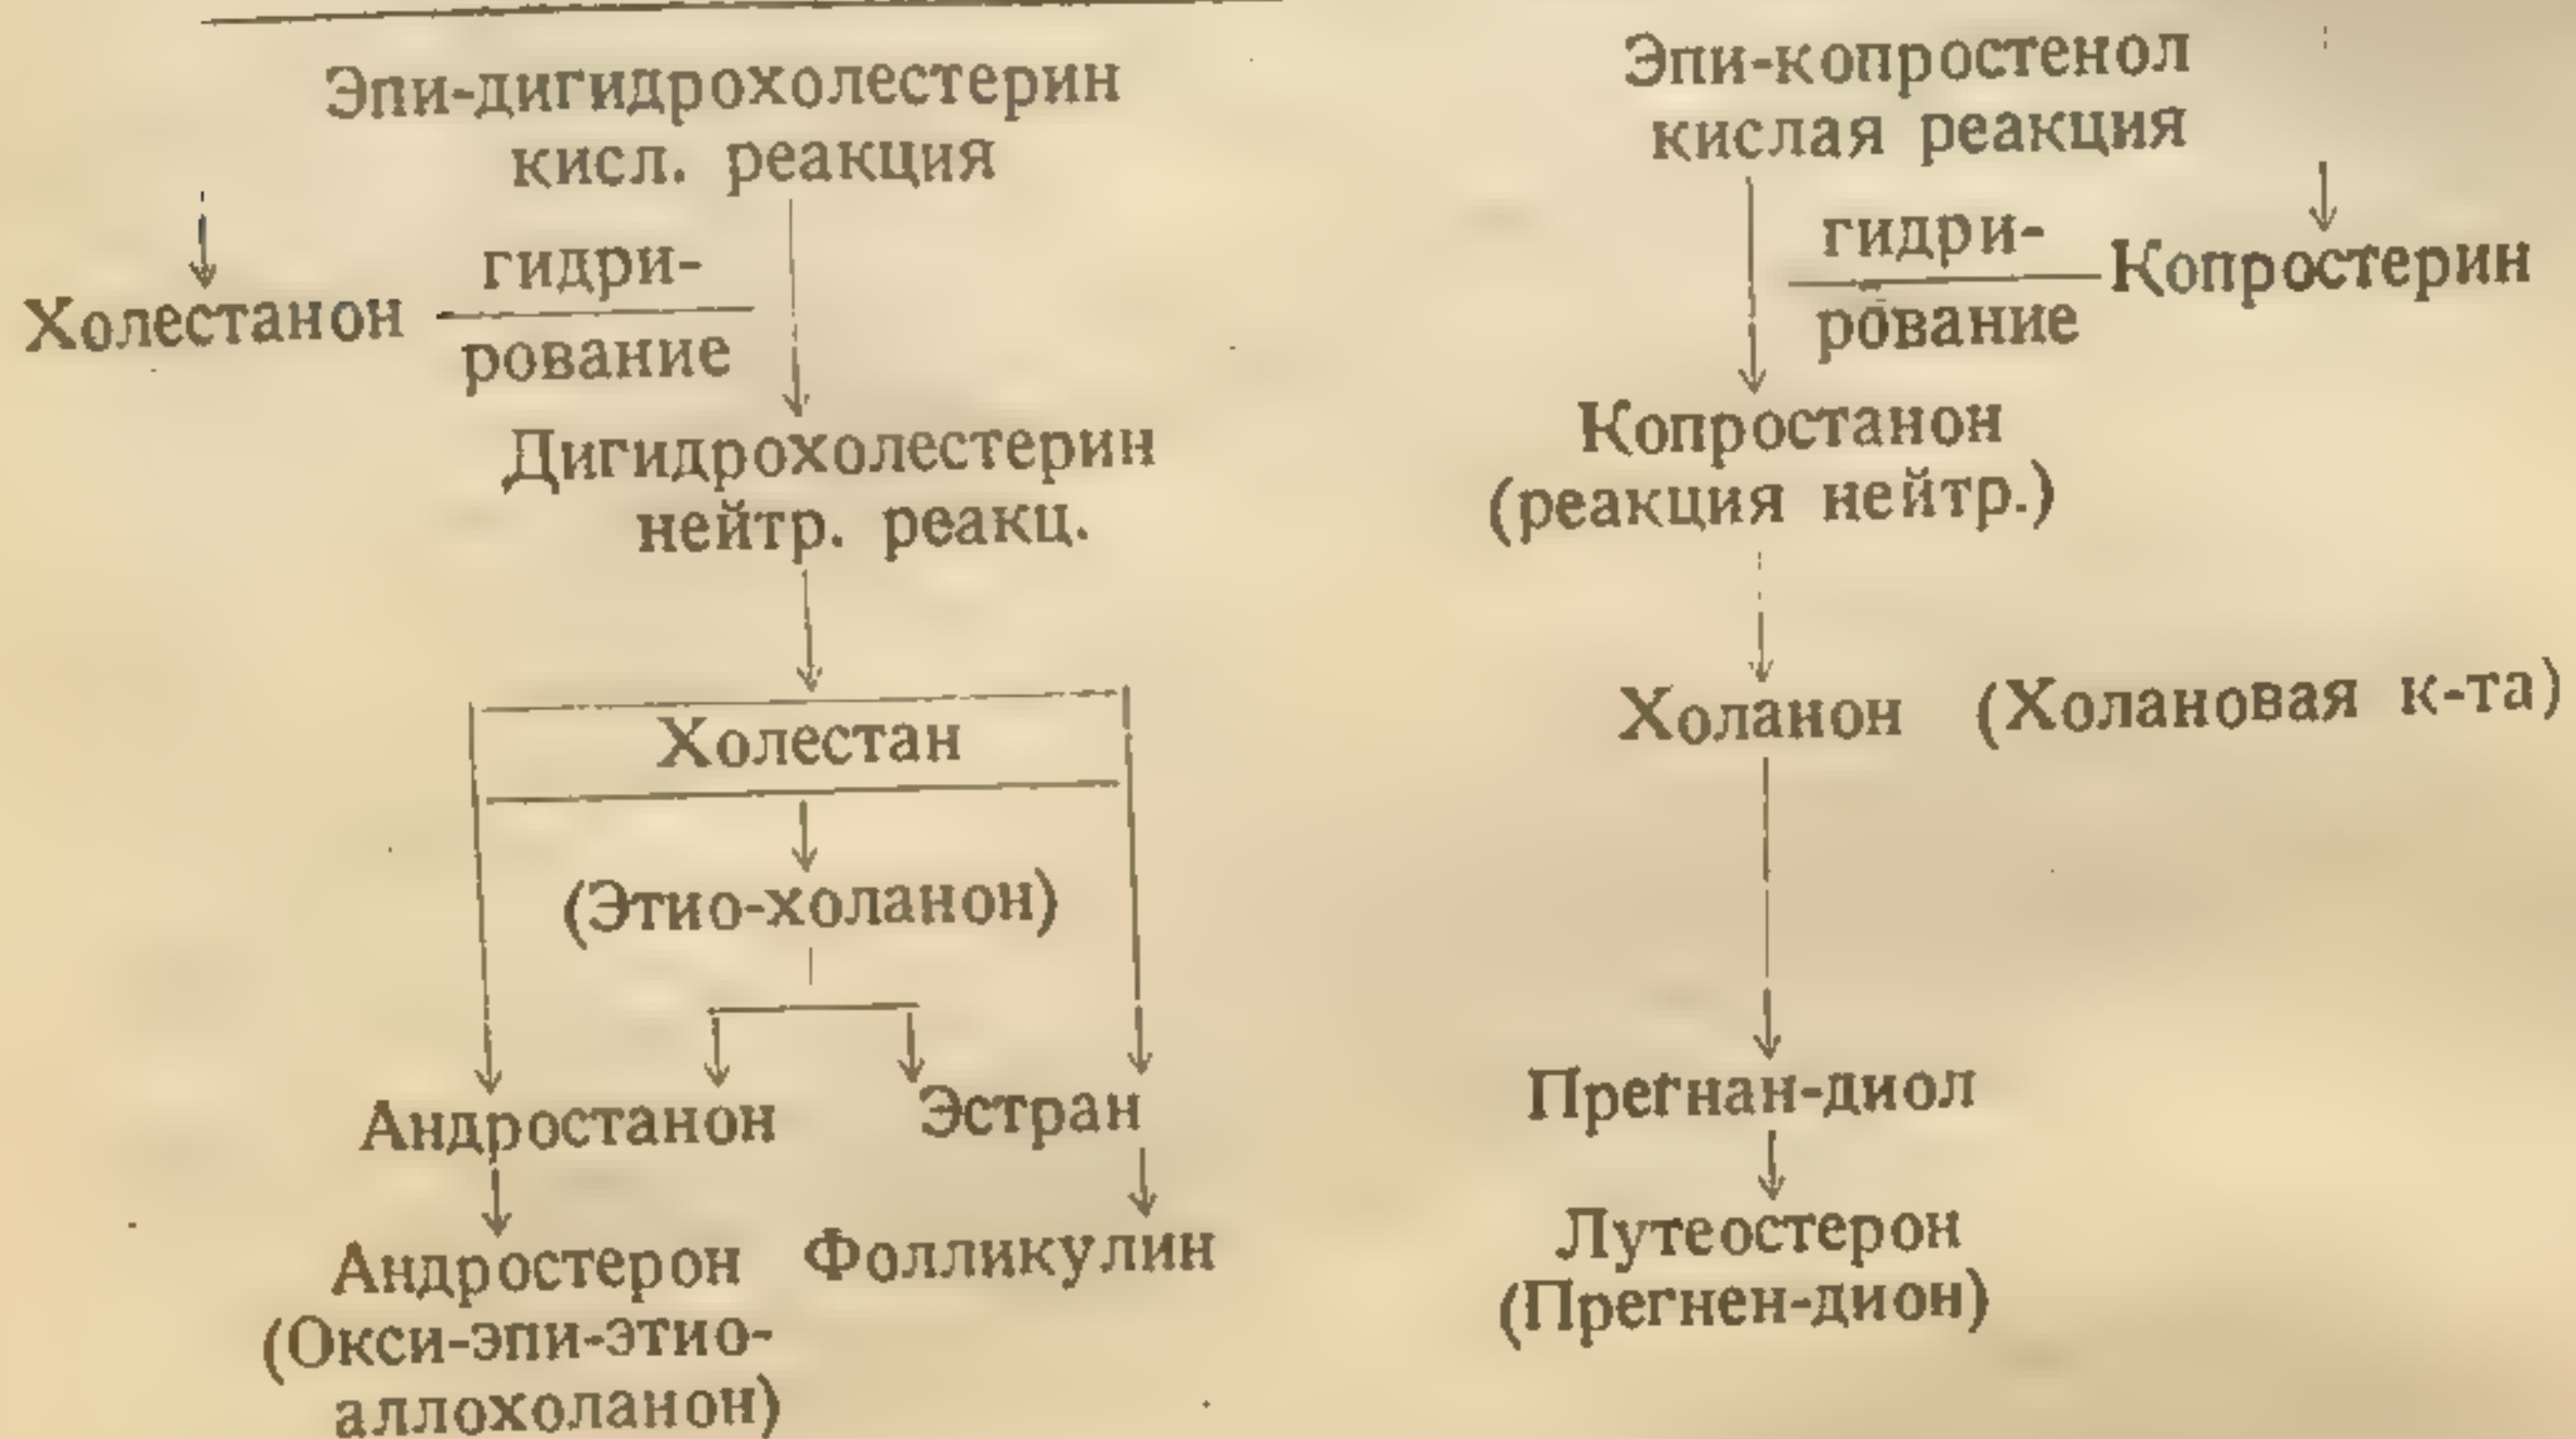 Эпи-дигидрохолестерин
кисл. реакция
Холестанон
гидри-
рование
Дигидрохолестерин
нейтр. реакц.
Холестан
(Этио-холанон)
Андростанон
Эстран
Андростерон
(Окси-эпи-этио-
аллохоланон)
Фолликулин
Эпи-копростенол
кислая реакция
гидри-
рование
Копростерин
Копростанон
(реакция нейтр.)
Холанон (Холановая к-та)
Прегнан-диол
Лутеостерон
(Прегнен-дион)